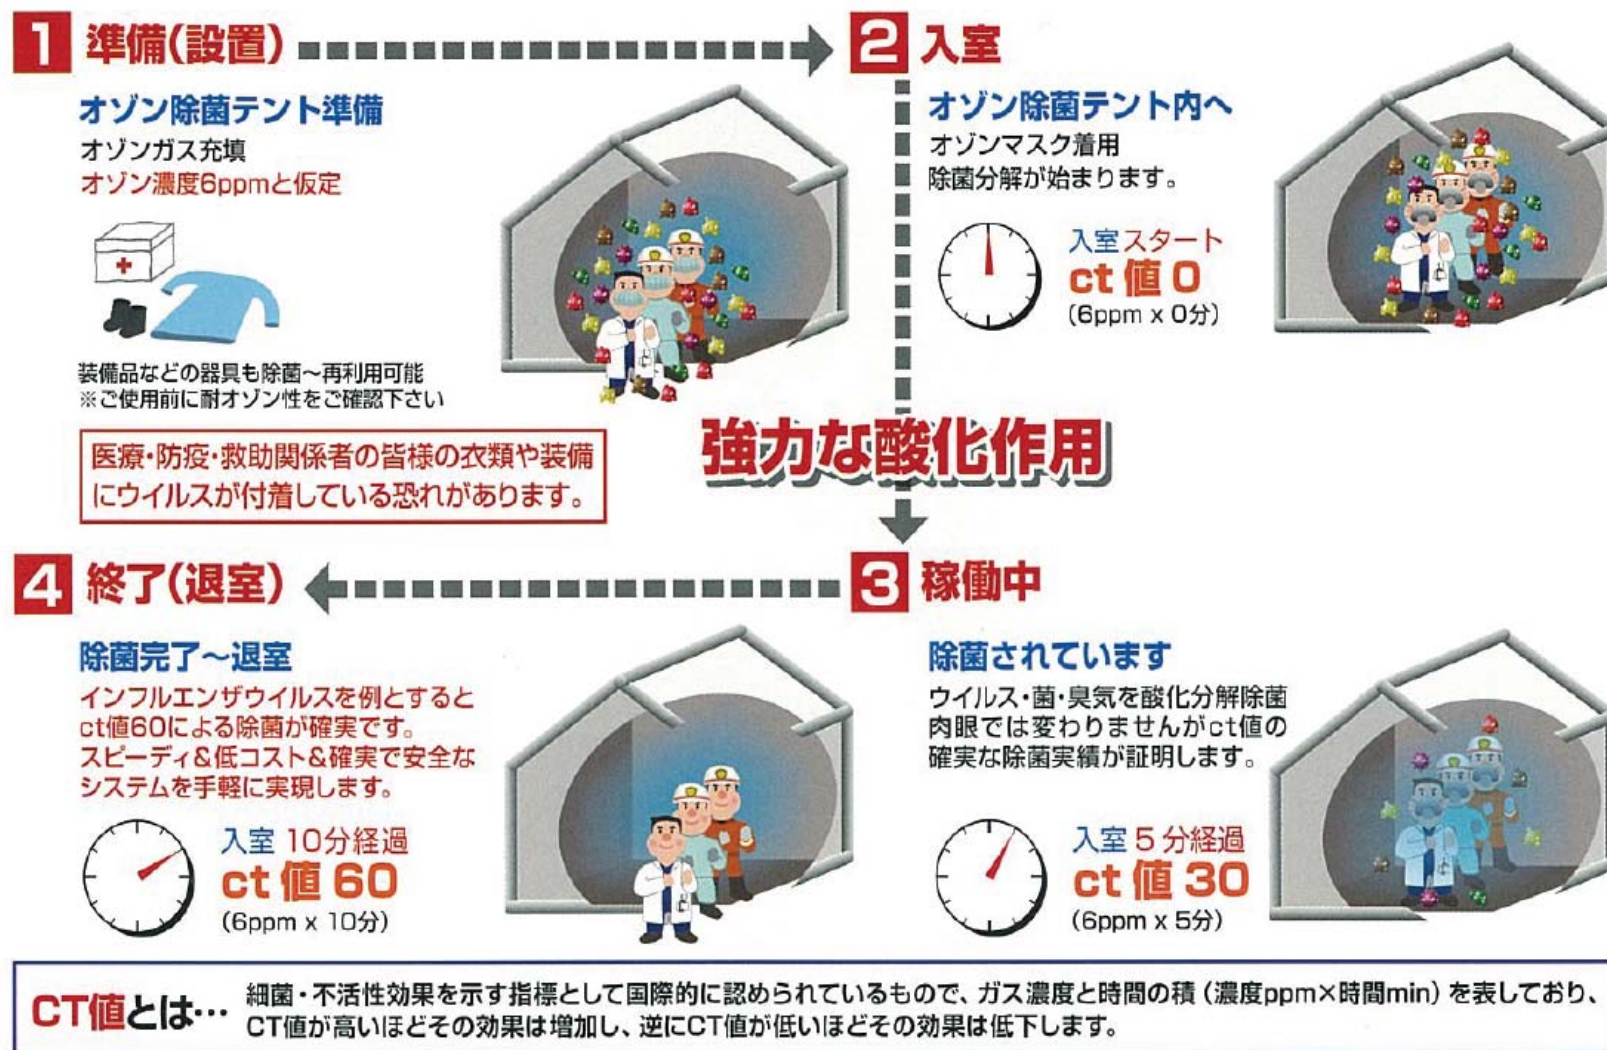 1 準備(設置)
オゾン除菌テント準備
オゾンガス充填
オゾン濃度6ppmと仮定
装備品などの器具も除菌～再利用可能
※ご使用前に耐オゾン性をご確認下さい
医療・防疫・救助関係者の皆様の衣類や装備
にウイルスが付着している恐れがあります。
2 入室
オゾン除菌テント内へ
オゾンマスク着用
除菌分解が始まります。
入室スタート
ct 値 0
(6ppm x 0分)
強力な酸化作用
3 稼働中
除菌されています
ウイルス・菌・臭気を酸化分解除菌
肉眼では変わりませんがct値の
確実な除菌実績が証明します。
入室 5 分経過
ct 値 30
(6ppm x 5分)
4 終了(退室)
除菌完了～退室
インフルエンザウイルスを例とすると
ct値60による除菌が確実です。
スピーディ&低コスト&確実で安全な
システムを手軽に実現します。
入室 10分経過
ct 値 60
(6ppm x 10分)
CT値とは…
細菌・不活性効果を示す指標として国際的に認められているもので、ガス濃度と時間の積 (濃度ppm×時間min) を表しており、
CT値が高いほどその効果は増加し、逆にCT値が低いほどその効果は低下します。